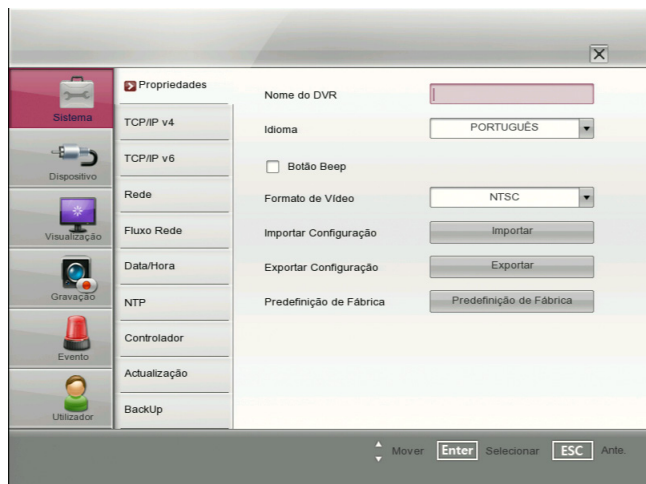 Sistema
Dispositivo
Visualização
Gravação
Evento
Utilizador
Propriedades
TCP/IP v4
TCP/IP v6
Rede
Fluxo Rede
Data/Hora
NTP
Controlador
Actualização
BackUp
Nome do DVR
Idioma PORTUGUÊS
Botão Beep
Formato de Vídeo NTSC
Importar Configuração Importar
Exportar Configuração Exportar
Predefinição de Fábrica Predefinição de Fábrica
Mover Enter Selecionar ESC Ante.